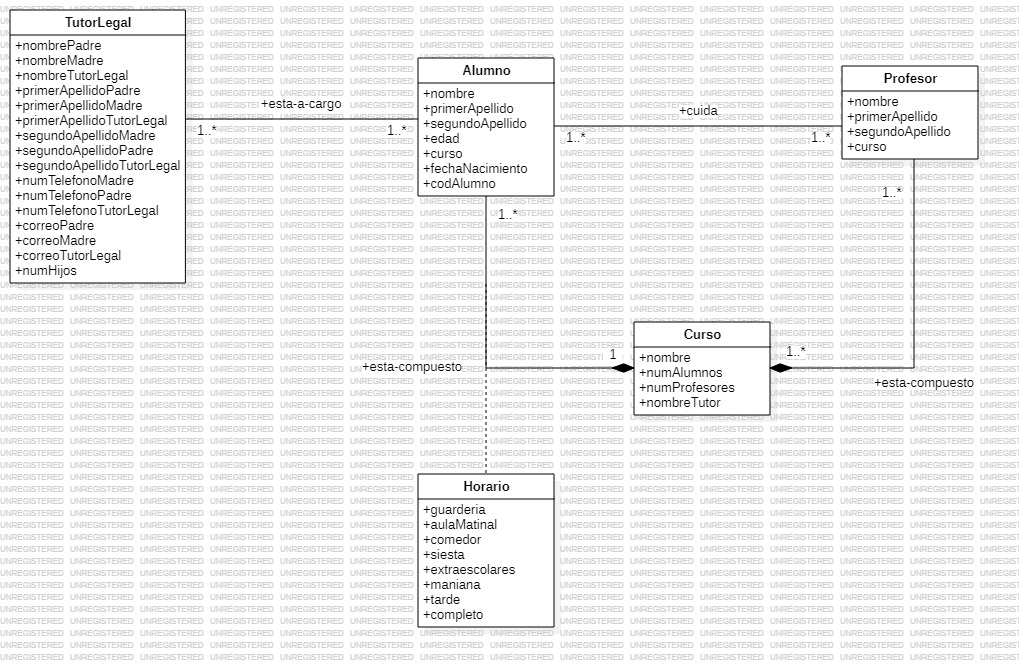 TutorLegal
+nombrePadre
+nombreMadre
+nombreTutorLegal
+primerApellidoPadre
+primerApellidoMadre
+primerApellidoTutorLegal
+segundoApellidoMadre
+segundoApellidoPadre
+segundoApellidoTutorLegal
+numTelefonoMadre
+numTelefonoPadre
+numTelefonoTutorLegal
+correoPadre
+correoMadre
+correoTutorLegal
+numHijos
+esta-a-cargo
1..*
1..*
Alumno
+nombre
+primerApellido
+segundoApellido
+edad
+curso
+fechaNacimiento
+codAlumno
+cuida
1..*
1..*
Profesor
+nombre
+primerApellido
+segundoApellido
+curso
1..*
1..*
+esta-compuesto
1
Curso
+nombre
+numAlumnos
+numProfesores
+nombreTutor
1..*
+esta-compuesto
Horario
+guarderia
+aulaMatinal
+comedor
+siesta
+extraescolares
+maniana
+tarde
+completo
UNREGISTERED